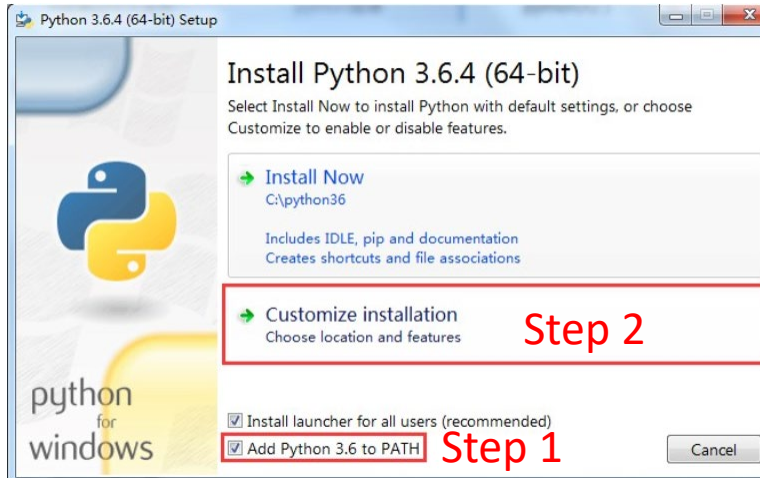 Python 3.6.4 (64-bit) Setup
Install Python 3.6.4 (64-bit)
Select Install Now to install Python with default settings, or choose
Customize to enable or disable features.
Install Now
C:\python36
Includes IDLE, pip and documentation
Creates shortcuts and file associations
Customize installation
Choose location and features
Step 2
python
for
windows
Install launcher for all users (recommended)
Add Python 3.6 to PATH
Step 1
Cancel